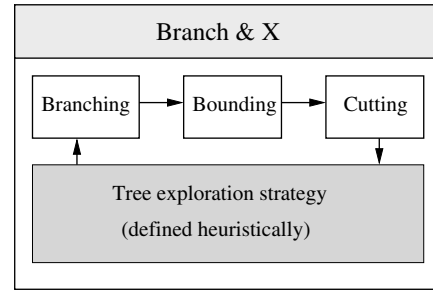 Branch & X
Branching
Bounding
Cutting
Tree exploration strategy
(defined heuristically)